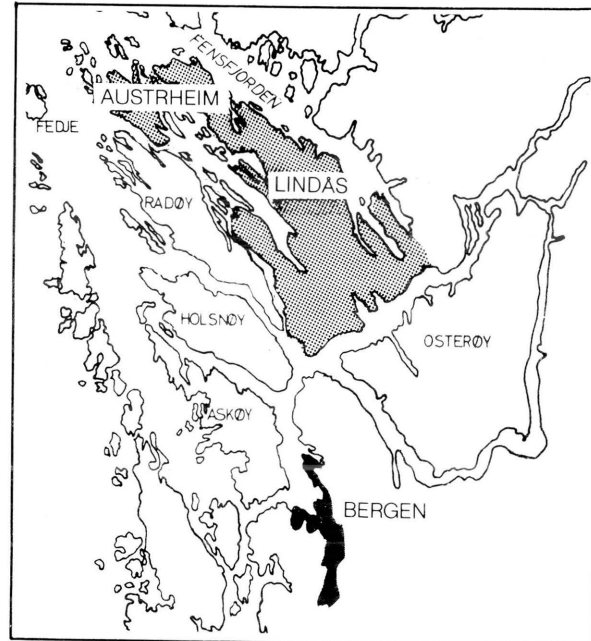 FENSFJORDEN
AUSTRHEIM
FEDJE
LINDÅS
RADØY
HOLSNØY
OSTERØY
ASKØY
BERGEN